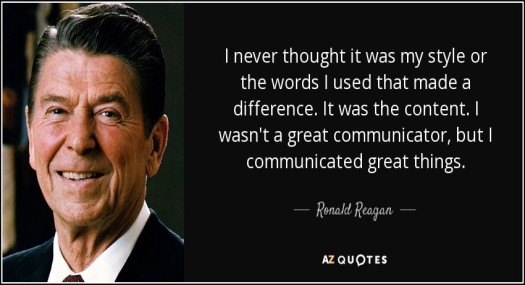 I never thought it was my style or
the words I used that made a
difference. It was the content. I
wasn't a great communicator, but I
communicated great things.
— Ronald Reagan —
AZ QUOTES